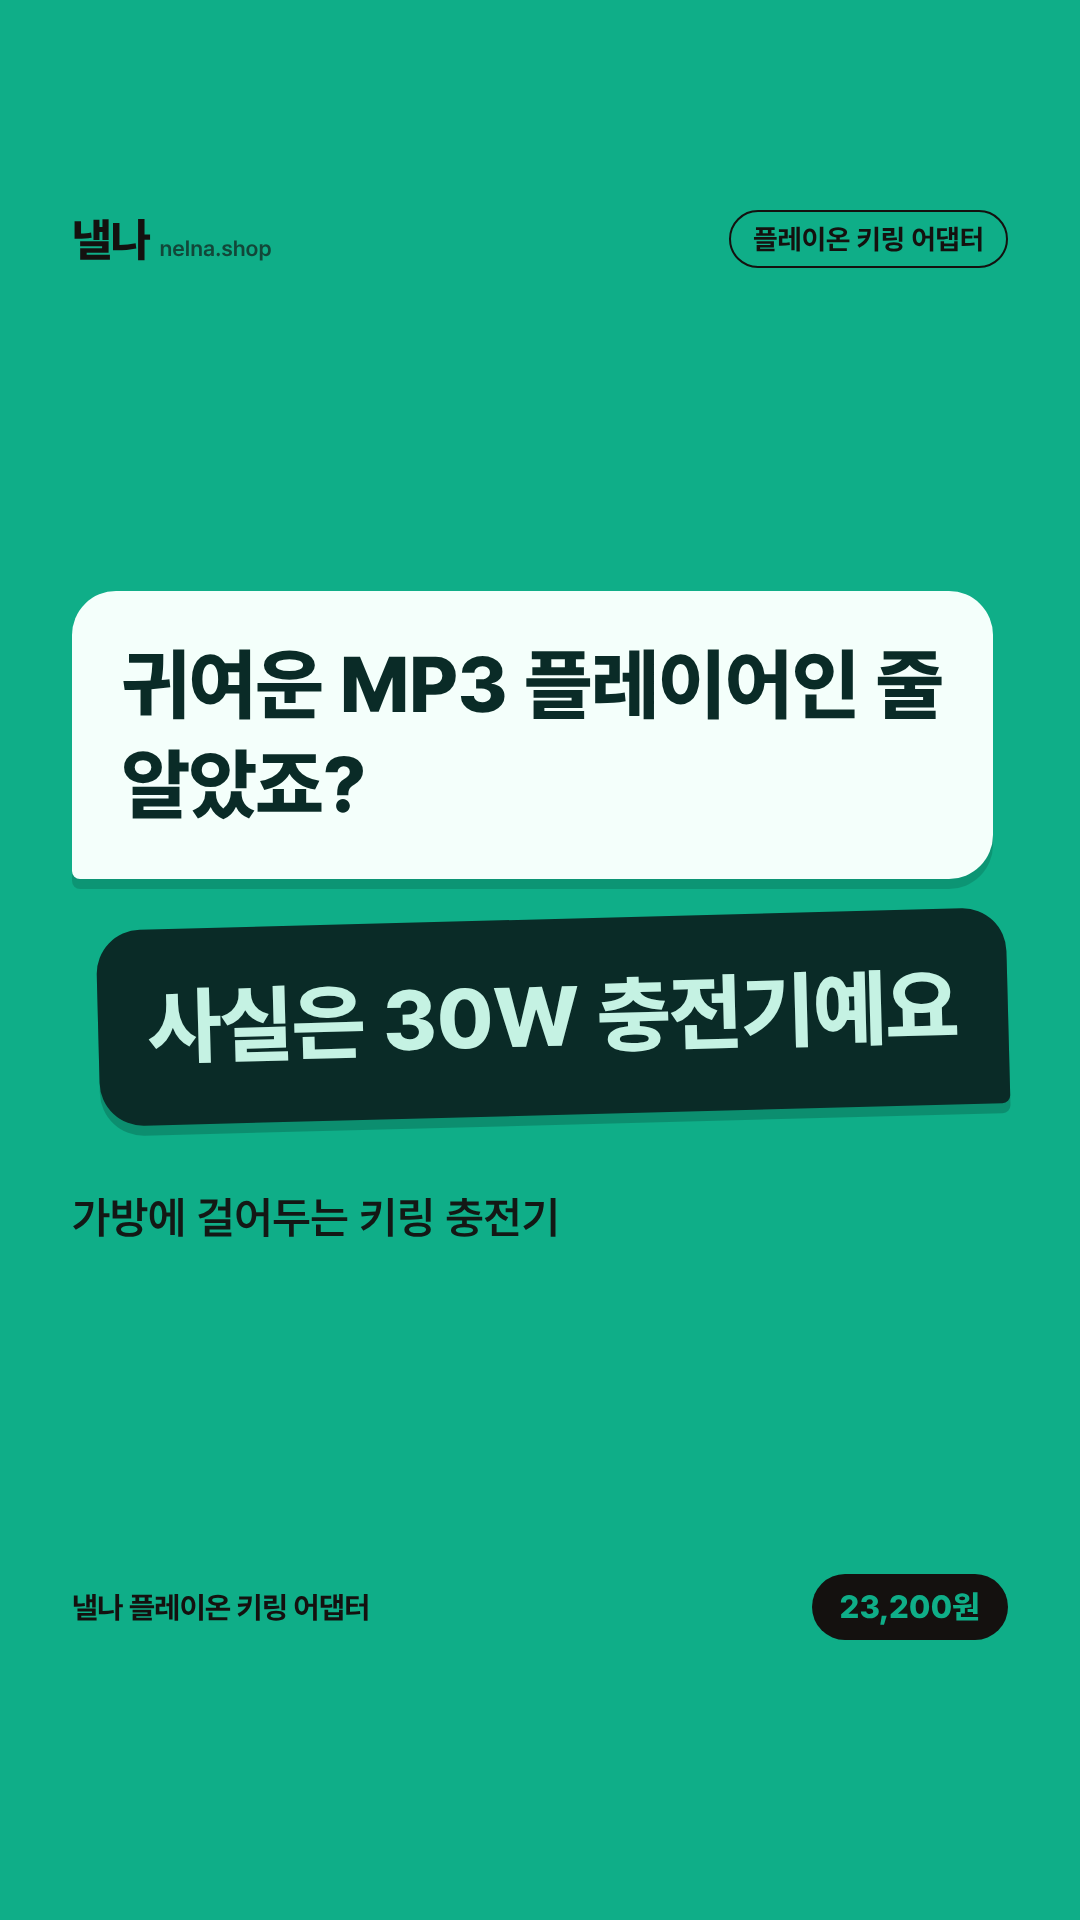 낼나 nelna.shop
플레이온 키링 어댑터
귀여운 MP3 플레이어인 줄
알았죠?
사실은 30W 충전기예요
가방에 걸어두는 키링 충전기
낼나 플레이온 키링 어댑터
23,200원